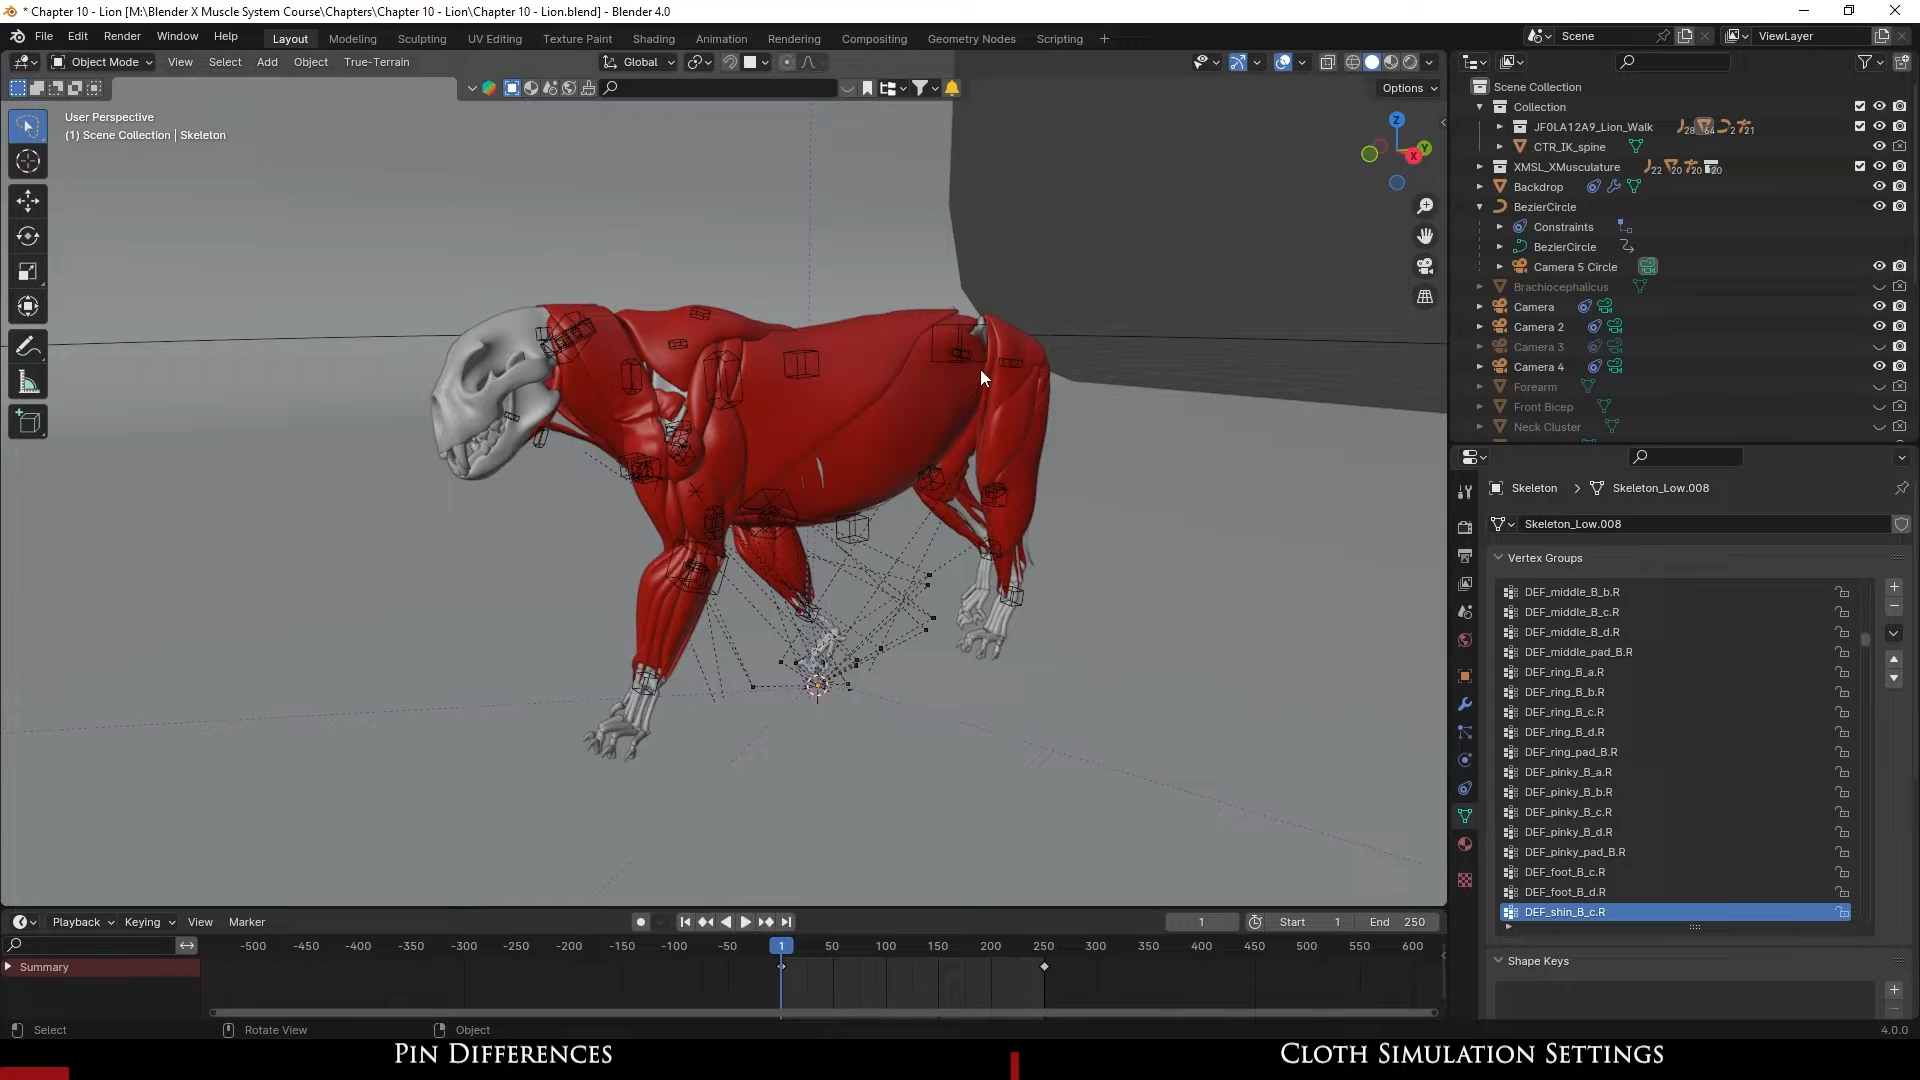 * Chapter 10 - Lion [M:\Blender X Muscle System Course\Chapters\Chapter 10 - Lion\Chapter 10 - Lion.blend] - Blender 4.0
File Edit Render Window Help Layout Modeling Sculpting UV Editing Texture Paint Shading Animation Rendering Compositing Geometry Nodes Scripting + Scene ViewLayer
Object Mode View Select Add Object True-Terrain Global
Options
User Perspective
(1) Scene Collection | Skeleton
Z
Y
X
Scene Collection
Collection
JF0LA12A9_Lion_Walk 28 64 2 21
CTR_IK_spine
XMSL_XMusculature 22 20 20 20
Backdrop
BezierCircle
Constraints
BezierCircle
Camera 5 Circle
Brachiocephalicus
Camera
Camera 2
Camera 3
Camera 4
Forearm
Front Bicep
Neck Cluster
Skeleton > Skeleton_Low.008
Skeleton_Low.008
Vertex Groups
DEF_middle_B_b.R
DEF_middle_B_c.R
DEF_middle_B_d.R
DEF_middle_pad_B.R
DEF_ring_B_a.R
DEF_ring_B_b.R
DEF_ring_B_c.R
DEF_ring_B_d.R
DEF_ring_pad_B.R
DEF_pinky_B_a.R
DEF_pinky_B_b.R
DEF_pinky_B_c.R
DEF_pinky_B_d.R
DEF_pinky_pad_B.R
DEF_foot_B_c.R
DEF_foot_B_d.R
DEF_shin_B_c.R
Shape Keys
Playback Keying View Marker 1 Start 1 End 250
-500 -450 -400 -350 -300 -250 -200 -150 -100 -50 1 50 100 150 200 250 300 350 400 450 500 550 600
Summary
Select Rotate View Object 4.0.0
Pin Differences
Cloth Simulation Settings